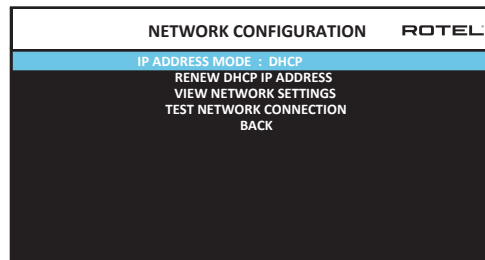 NETWORK CONFIGURATION ROTEL
IP ADDRESS MODE : DHCP
RENEW DHCP IP ADDRESS
VIEW NETWORK SETTINGS
TEST NETWORK CONNECTION
BACK